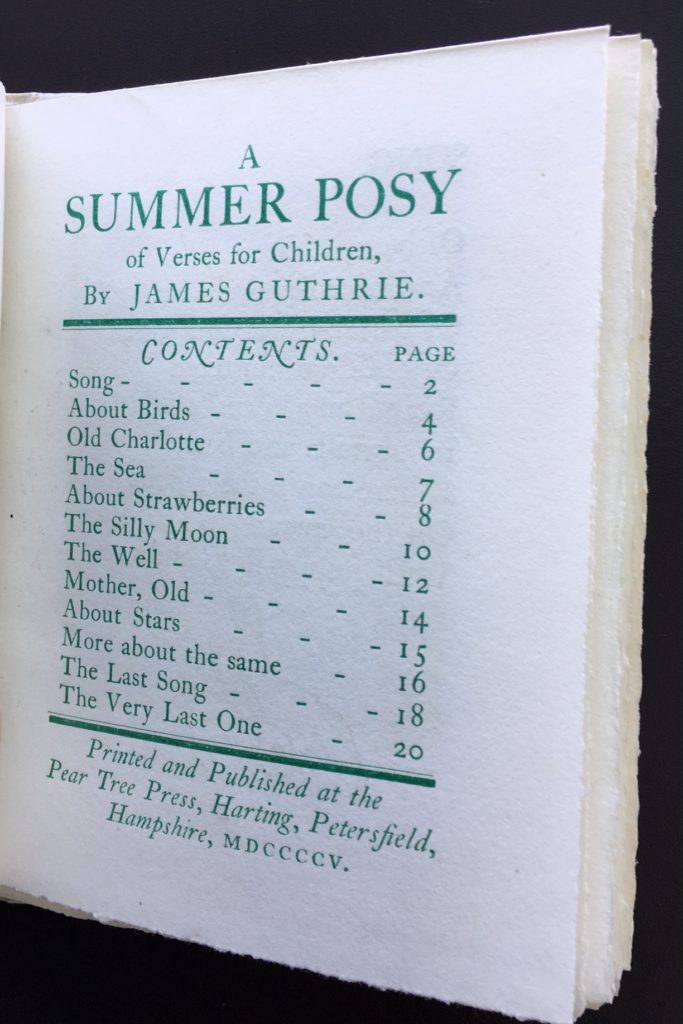 A
SUMMER POSY
of Verses for Children,
By JAMES GUTHRIE.
CONTENTS. PAGE
Song - - - - - 2
About Birds - - - 4
Old Charlotte - - - 6
The Sea - - - 7
About Strawberries - - 8
The Silly Moon - - 10
The Well - - - - 12
Mother, Old - - - 14
About Stars - - - 15
More about the same - 16
The Last Song - - - 18
The Very Last One - 20
Printed and Published at the
Pear Tree Press, Harting, Petersfield,
Hampshire, MDCCCCV.